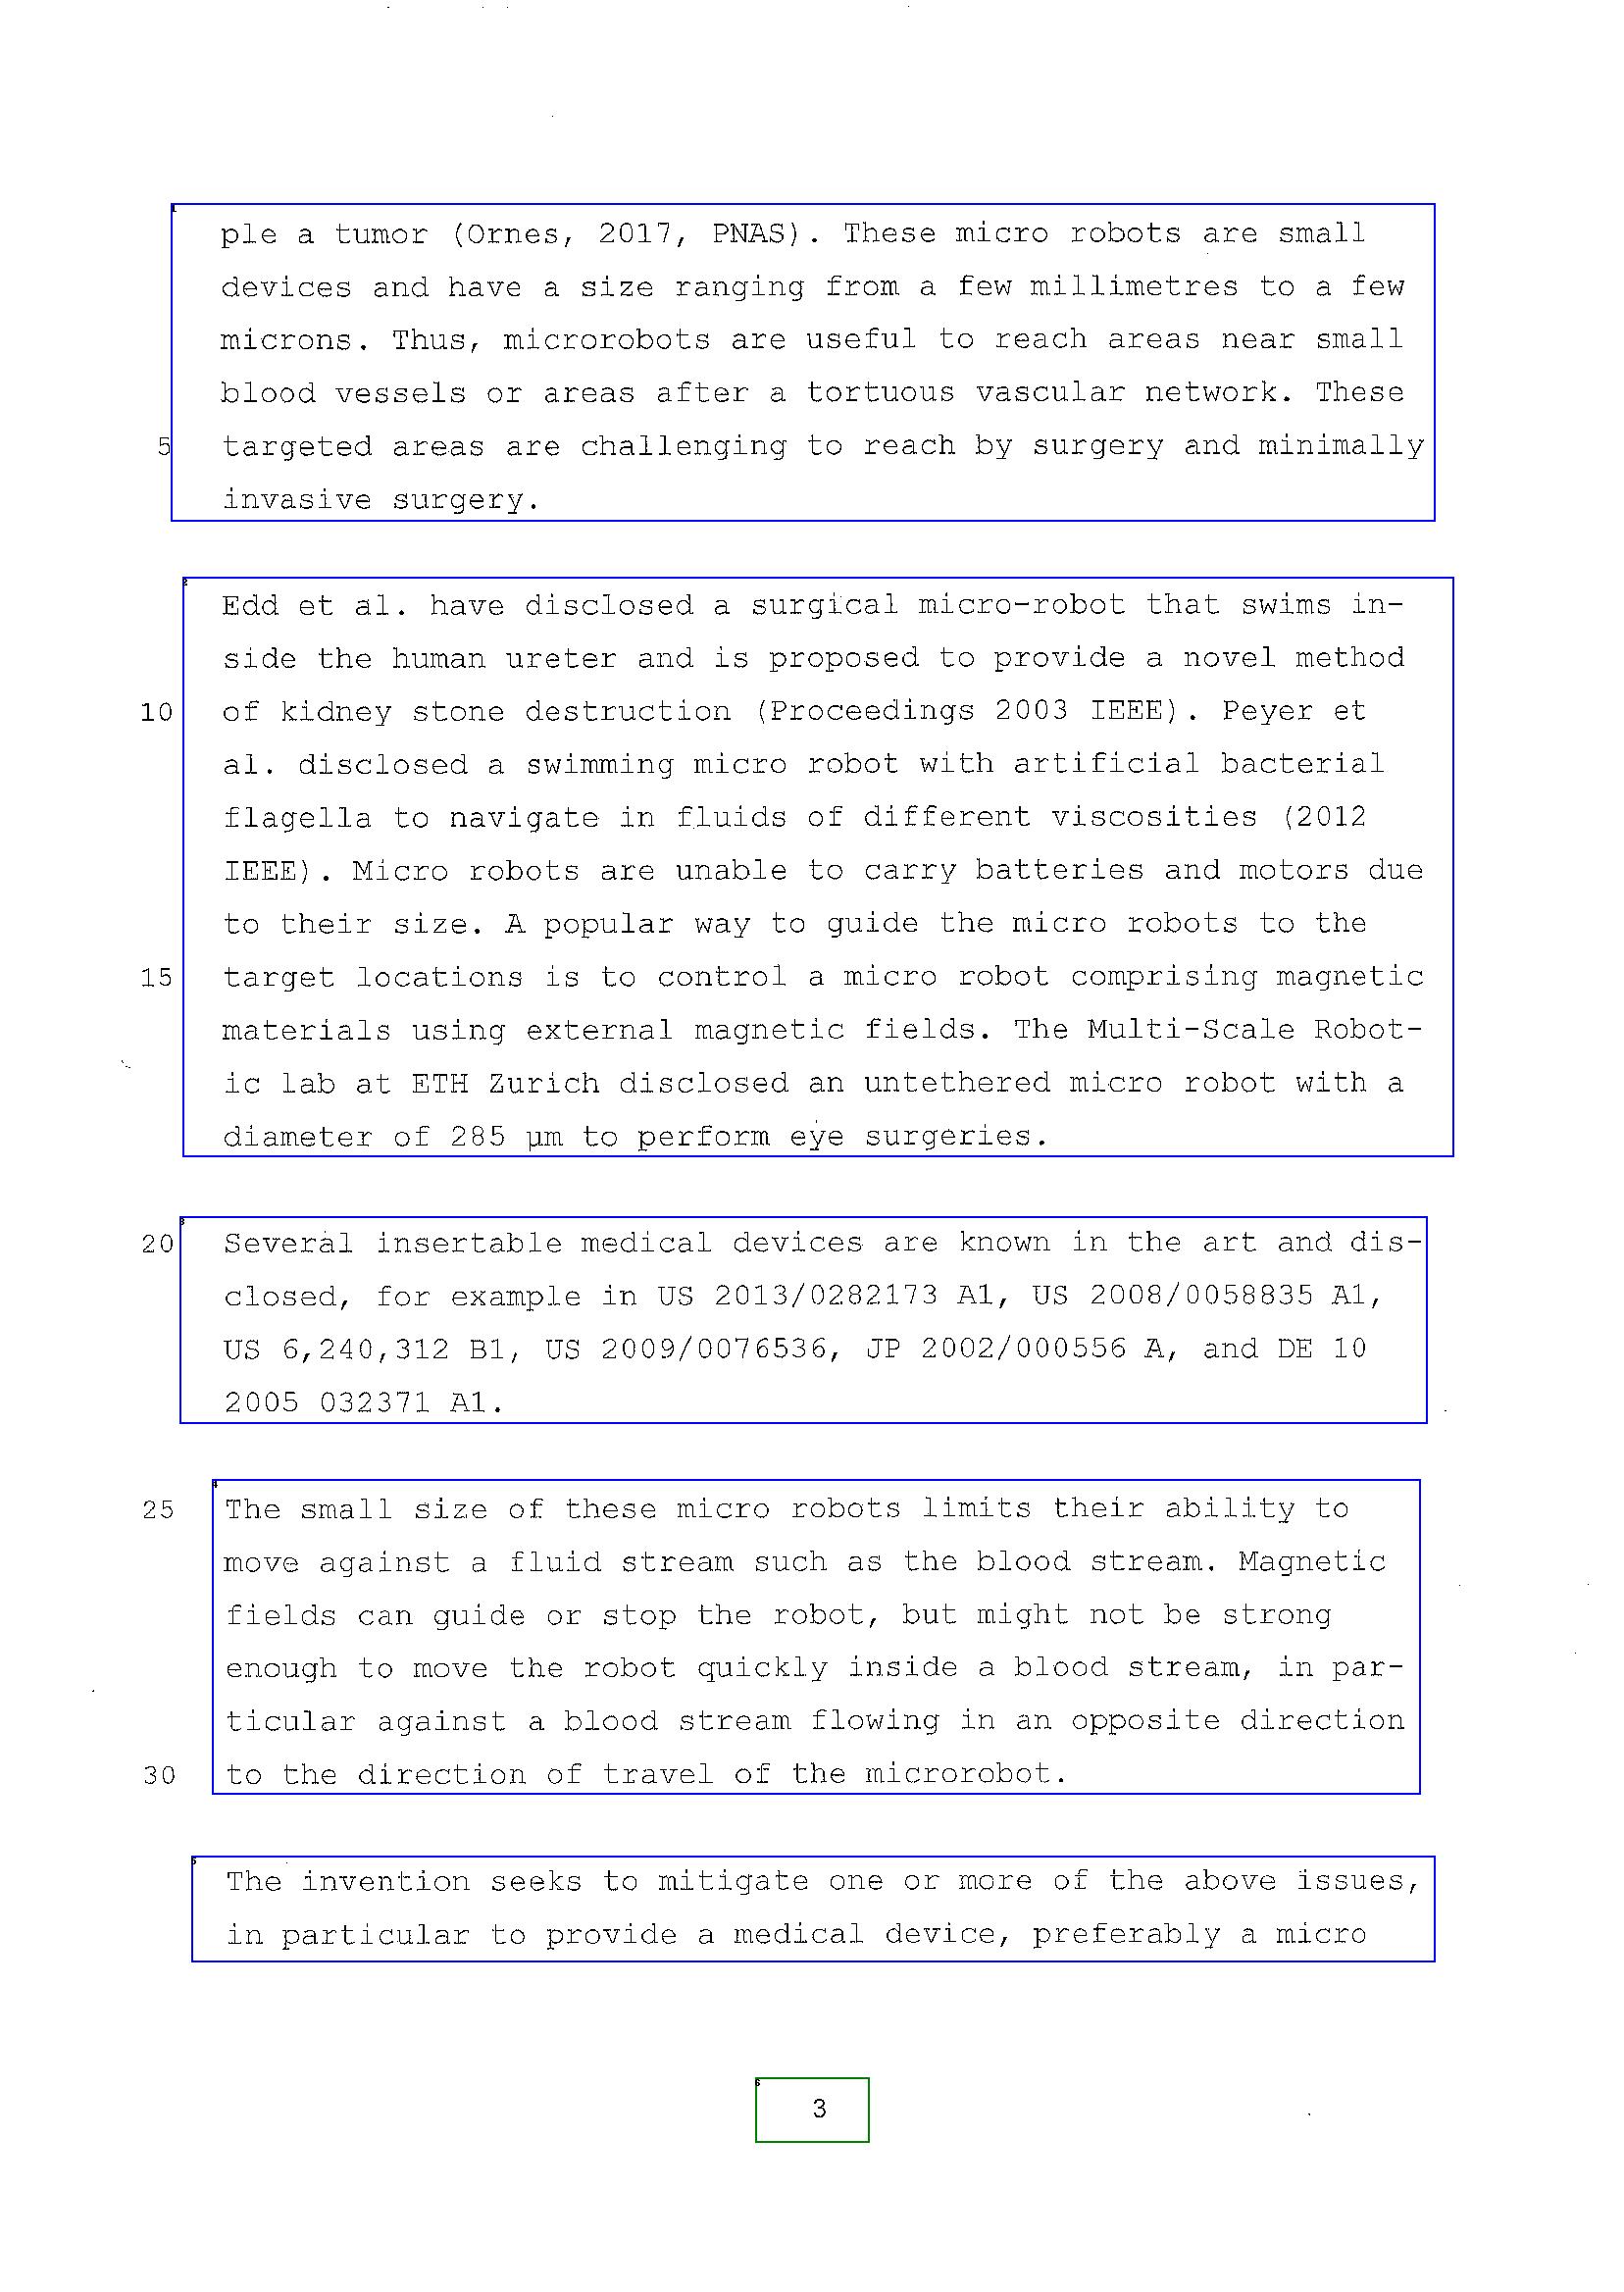 ple a tumor (Ornes, 2017, PNAS). These micro robots are small
devices and have a size ranging from a few millimetres to a few
microns. Thus, microrobots are useful to reach areas near small
blood vessels or areas after a tortuous vascular network. These
5 targeted areas are challenging to reach by surgery and minimally
invasive surgery.
Edd et al. have disclosed a surgical micro-robot that swims in-
side the human ureter and is proposed to provide a novel method
10 of kidney stone destruction (Proceedings 2003 IEEE). Peyer et
al. disclosed a swimming micro robot with artificial bacterial
flagella to navigate in fluids of different viscosities (2012
IEEE). Micro robots are unable to carry batteries and motors due
to their size. A popular way to guide the micro robots to the
15 target locations is to control a micro robot comprising magnetic
materials using external magnetic fields. The Multi-Scale Robot-
ic lab at ETH Zurich disclosed an untethered micro robot with a
diameter of 285 µm to perform eye surgeries.
20 Several insertable medical devices are known in the art and dis-
closed, for example in US 2013/0282173 A1, US 2008/0058835 A1,
US 6,240,312 B1, US 2009/0076536, JP 2002/000556 A, and DE 10
2005 032371 A1.
25 The small size of these micro robots limits their ability to
move against a fluid stream such as the blood stream. Magnetic
fields can guide or stop the robot, but might not be strong
enough to move the robot quickly inside a blood stream, in par-
ticular against a blood stream flowing in an opposite direction
30 to the direction of travel of the microrobot.
The invention seeks to mitigate one or more of the above issues,
in particular to provide a medical device, preferably a micro
3